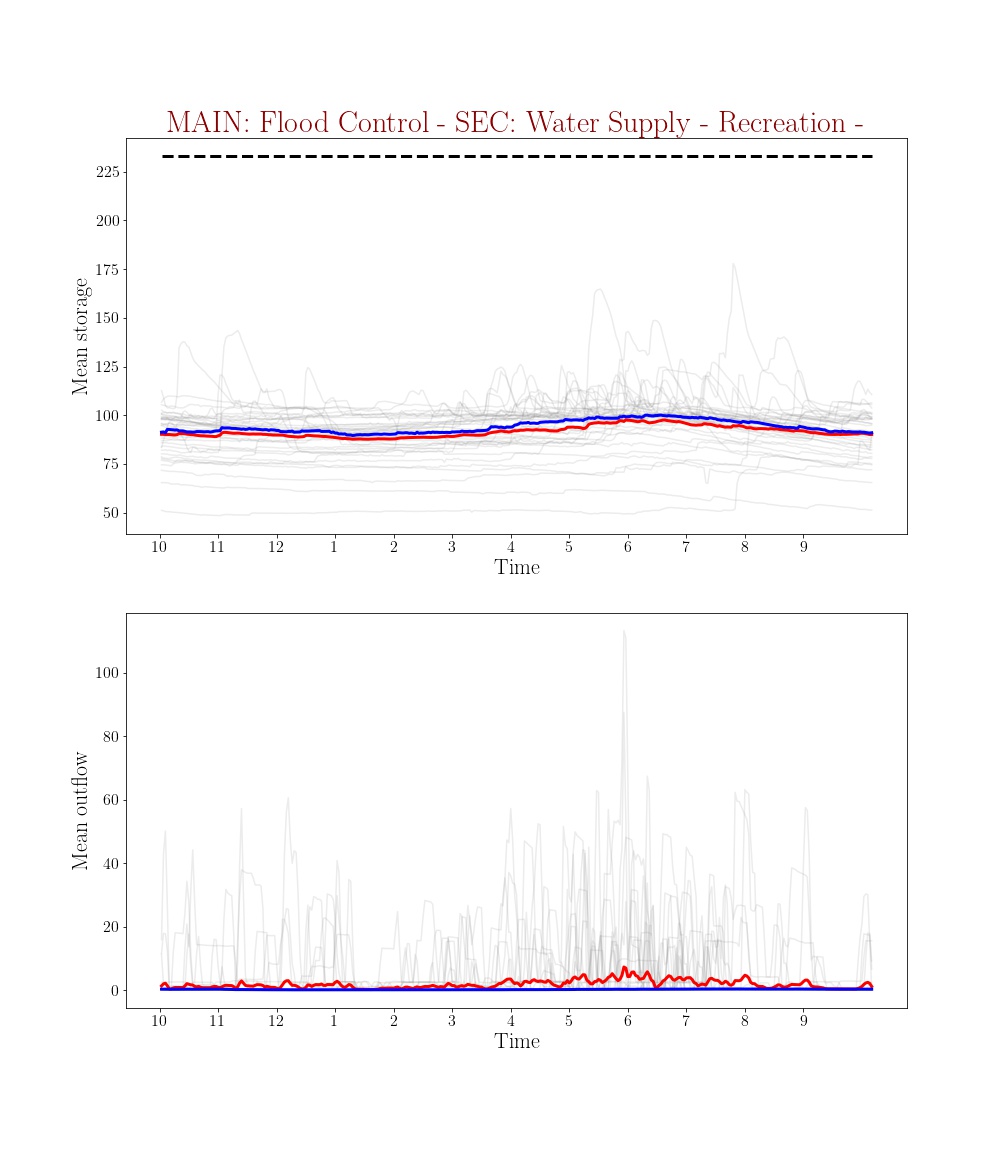 MAIN: Flood Control - SEC: Water Supply - Recreation -
Mean storage
225
200
175
150
125
100
75
50
10 11 12 1 2 3 4 5 6 7 8 9
Time
Mean outflow
100
80
60
40
20
0
10 11 12 1 2 3 4 5 6 7 8 9
Time